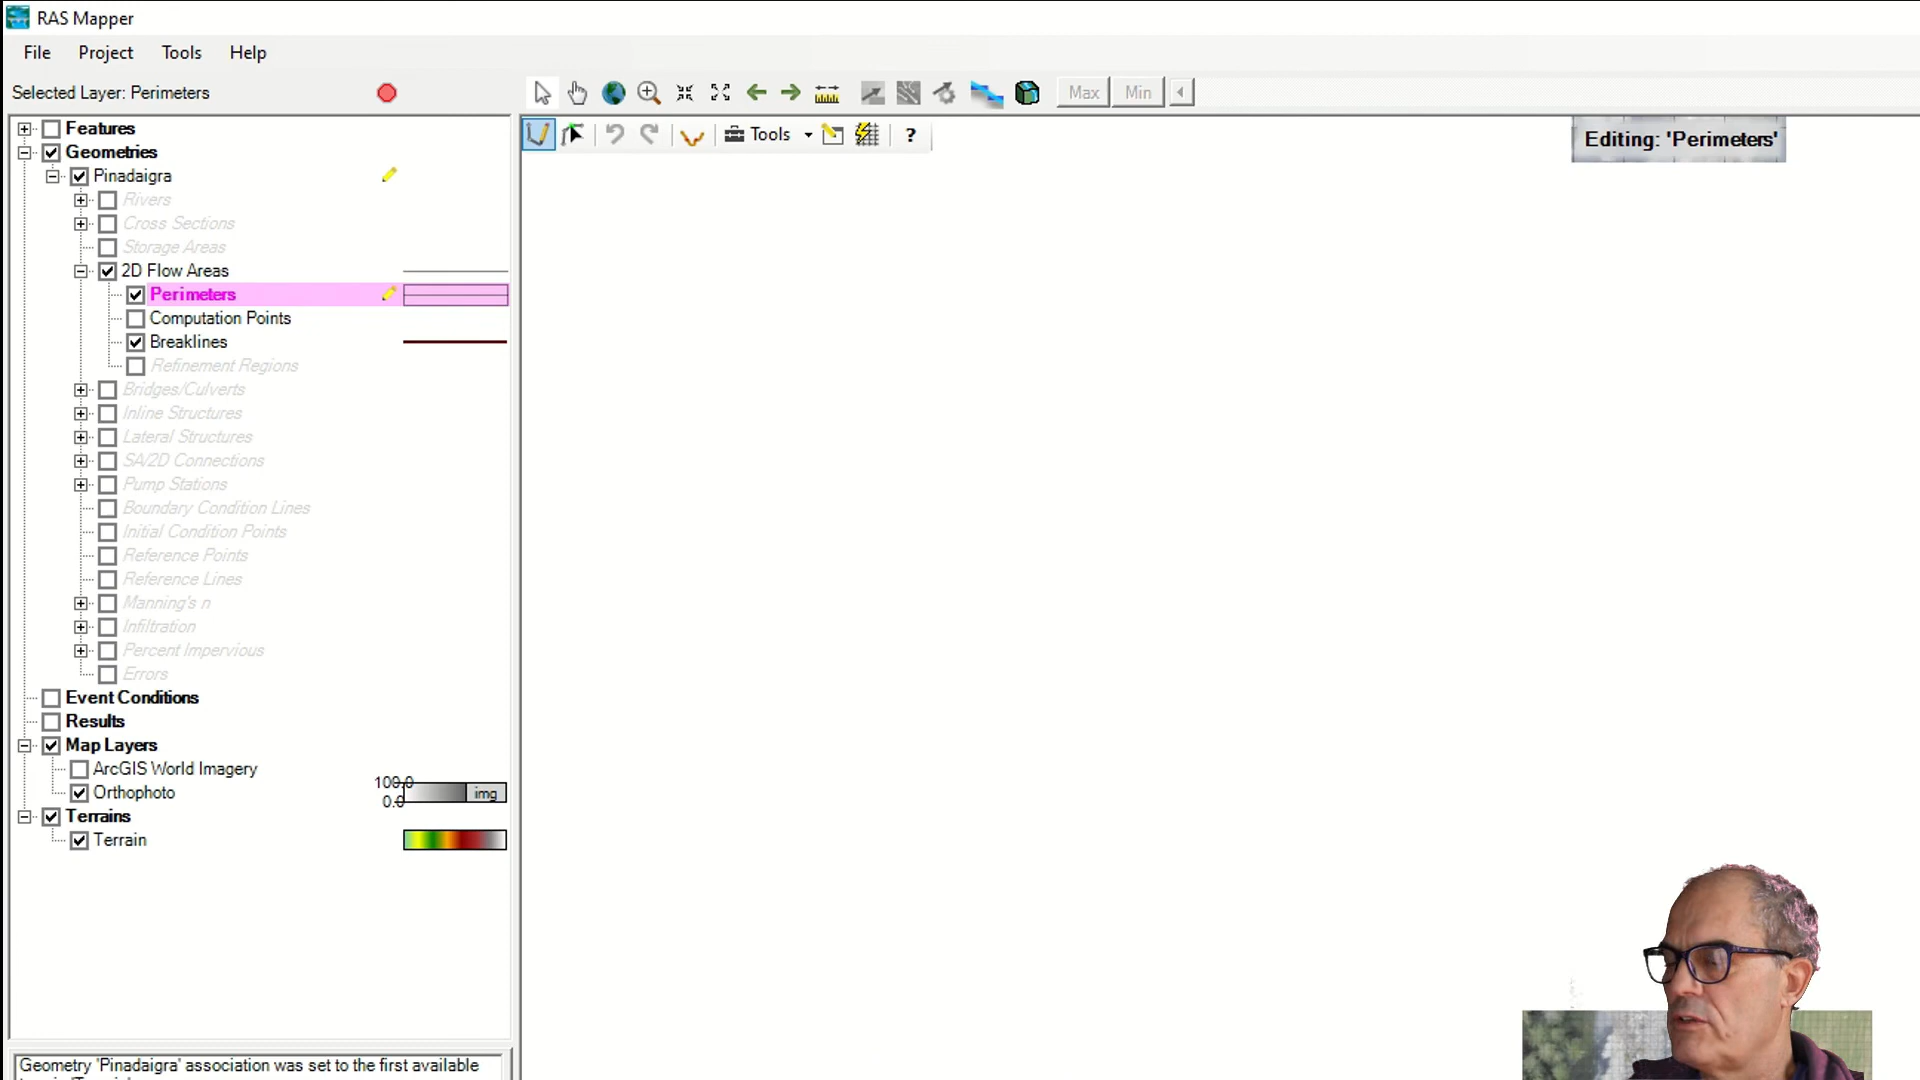 RAS Mapper
File Project Tools Help
Selected Layer: Perimeters
Max Min
Features
Tools ?
Editing: 'Perimeters'
Geometries
Pinadaigra
Rivers
Cross Sections
Storage Areas
2D Flow Areas
Perimeters
Computation Points
Breaklines
Refinement Regions
Bridges/Culverts
Inline Structures
Lateral Structures
SA/2D Connections
Pump Stations
Boundary Condition Lines
Initial Condition Points
Reference Points
Reference Lines
Manning's n
Infiltration
Percent Impervious
Errors
Event Conditions
Results
Map Layers
ArcGIS World Imagery
100.0
Orthophoto img
0.0
Terrains
Terrain
Geometry 'Pinadaigra' association was set to the first available